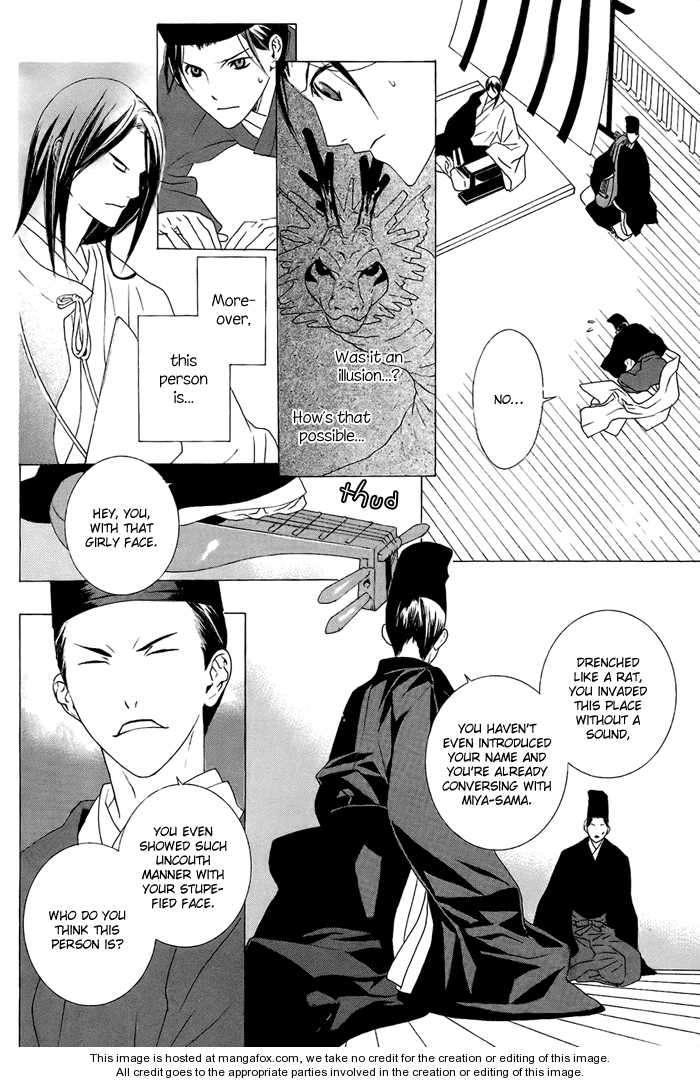 NO...
Was it an
illusion...?
How's that
possible...
More-
over,
this
person
is...
thud
HEY, YOU,
WITH THAT
GIRLY FACE.
DRENCHED
LIKE A RAT,
YOU INVADED
THIS PLACE
WITHOUT A
SOUND,
YOU HAVEN'T
EVEN INTRODUCED
YOUR NAME AND
YOU'RE ALREADY
CONVERSING WITH
MIYA-SAMA.
YOU EVEN
SHOWED SUCH
UNCOUTH
MANNER WITH
YOUR STUPE-
FIED FACE.
WHO DO YOU
THINK THIS
PERSON IS?
This image is hosted at mangafox.com, we take no credit for the creation or editing of this image.
All credit goes to the appropriate parties involved in the creation or editing of this image.